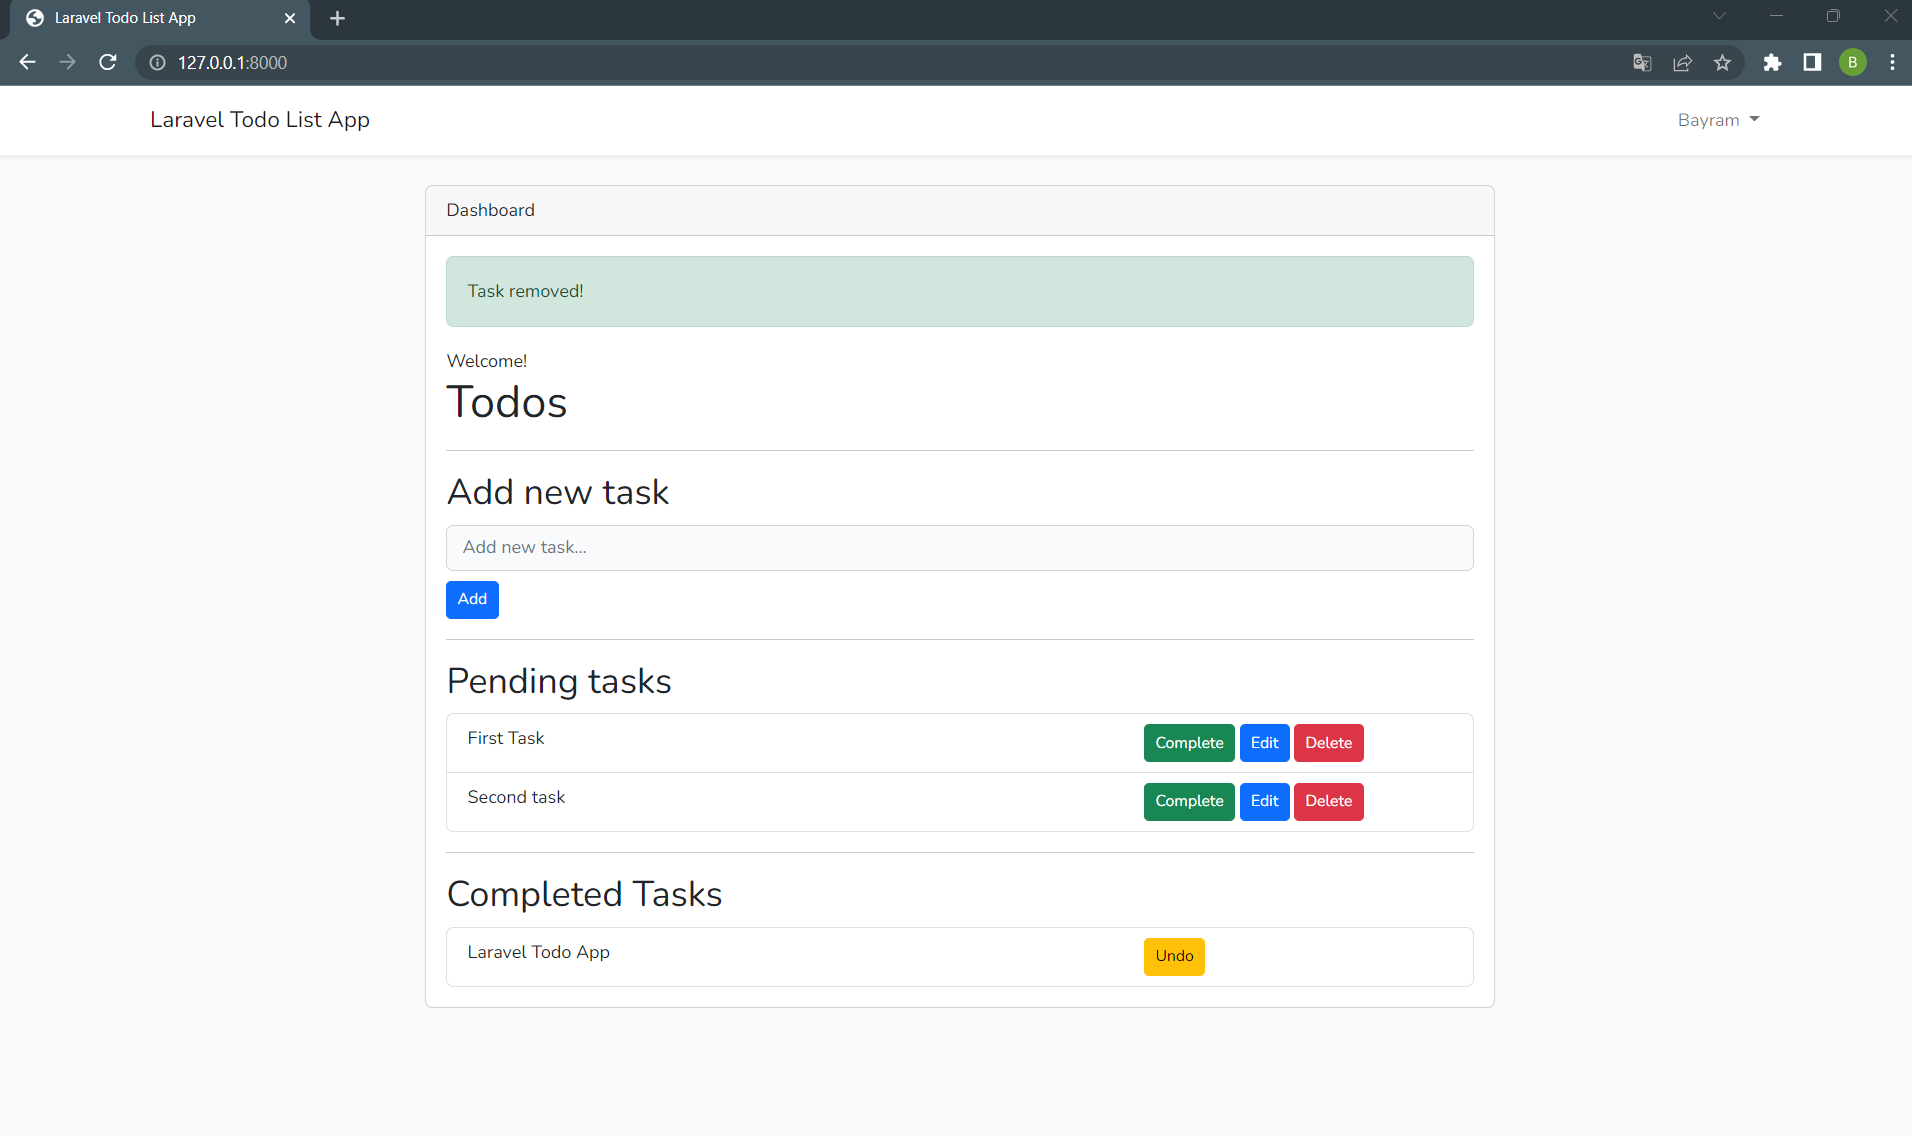 Laravel Todo List App
127.0.0.1:8000
B
Laravel Todo List App
Bayram
Dashboard
Task removed!
Welcome!
Todos
Add new task
Add new task...
Add
Pending tasks
First Task Complete Edit Delete
Second task Complete Edit Delete
Completed Tasks
Laravel Todo App Undo